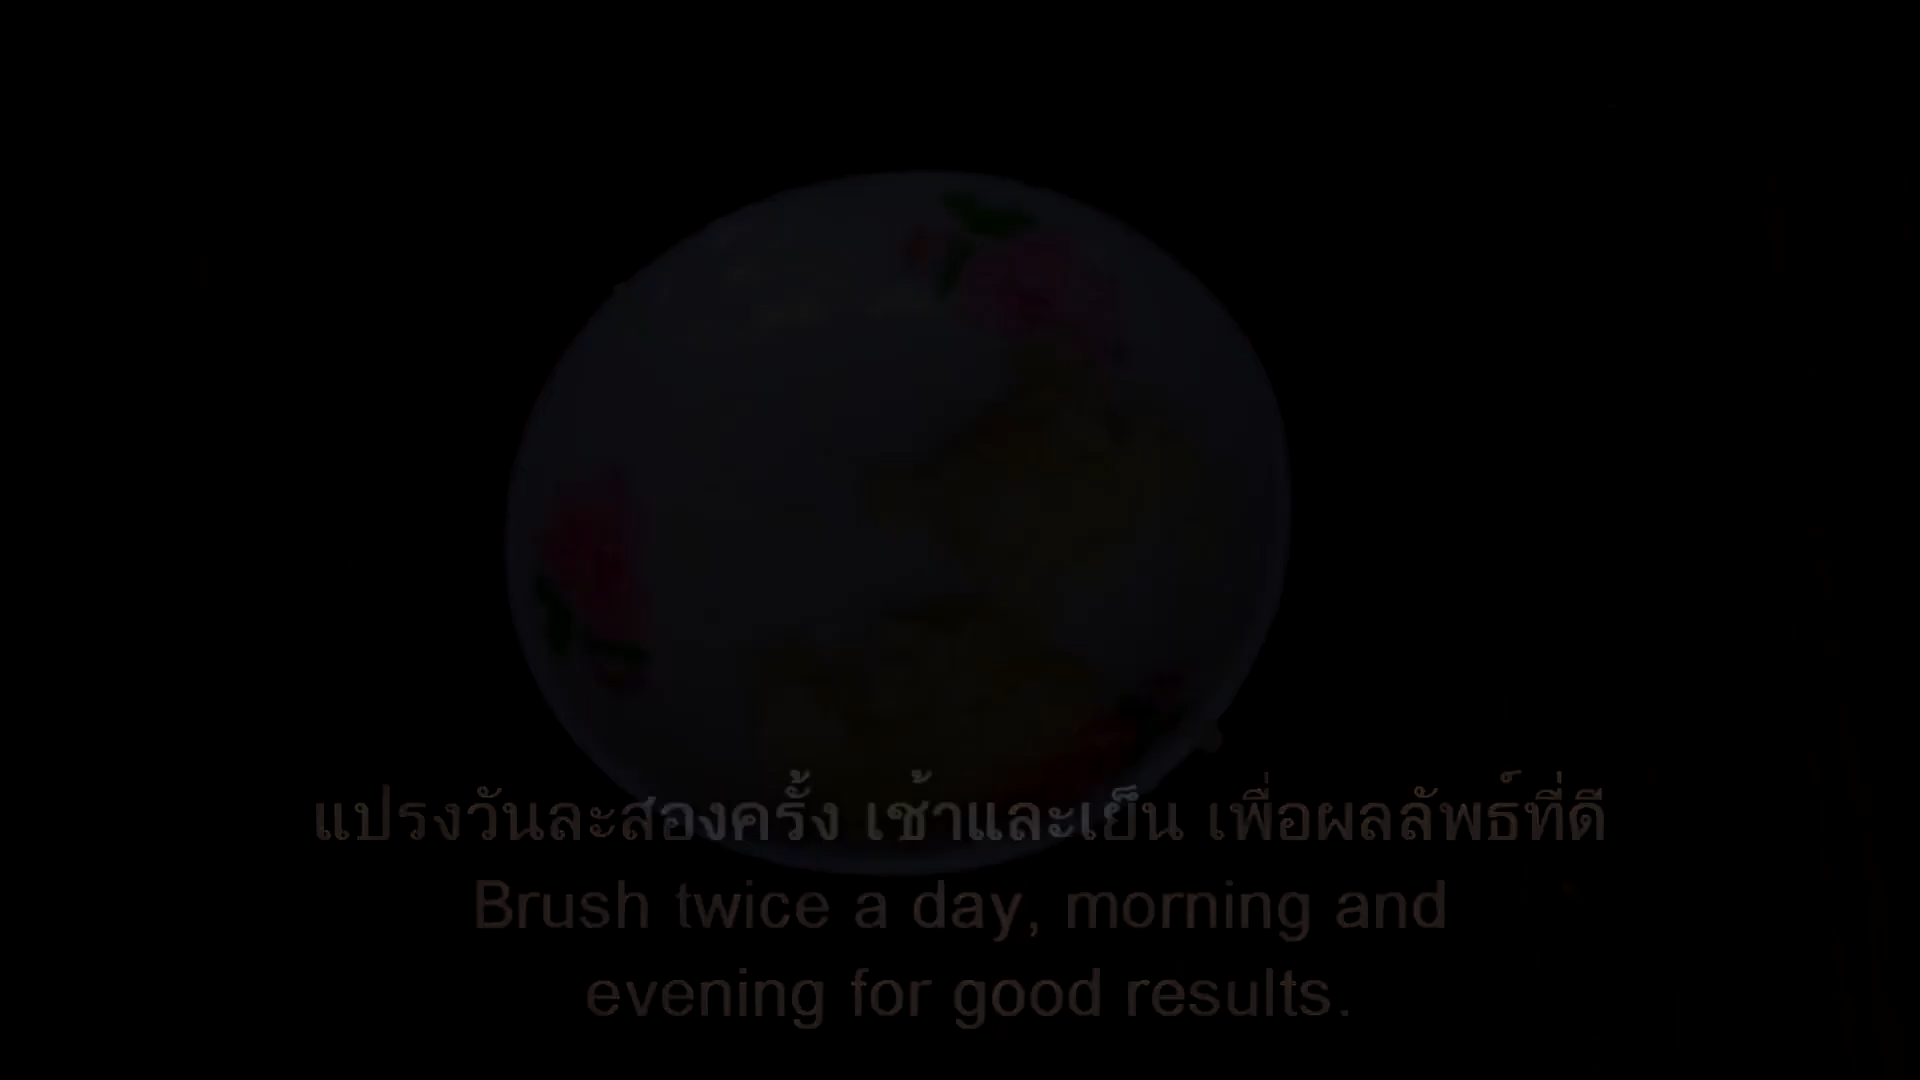 แปรงวันละสองครั้ง เช้าและเย็น เพื่อผลลัพธ์ที่ดี
Brush twice a day, morning and
evening for good results.